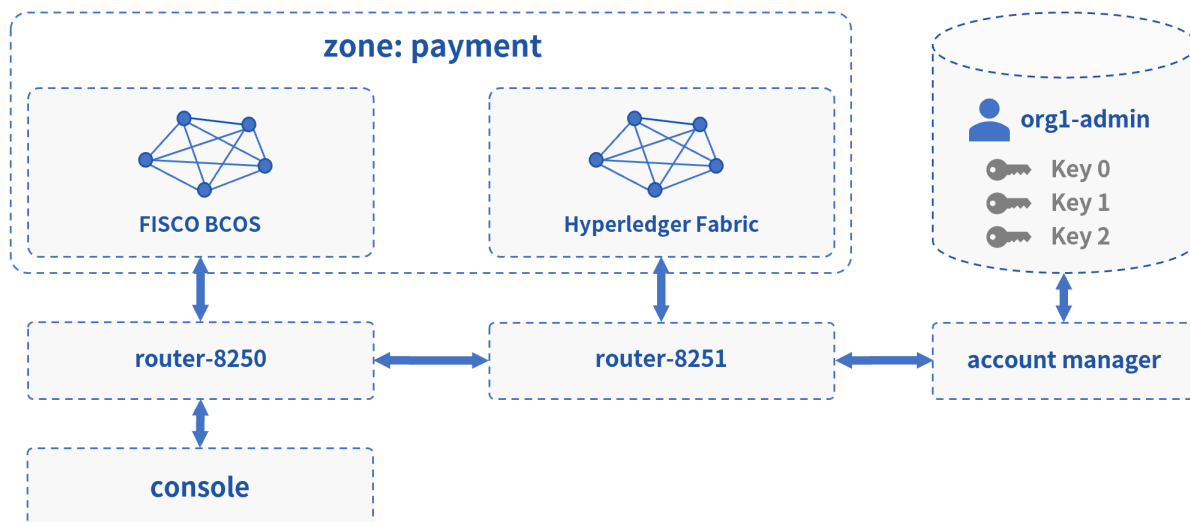 zone: payment
FISCO BCOS
Hyperledger Fabric
org1-admin
Key 0
Key 1
Key 2
router-8250
router-8251
account manager
console